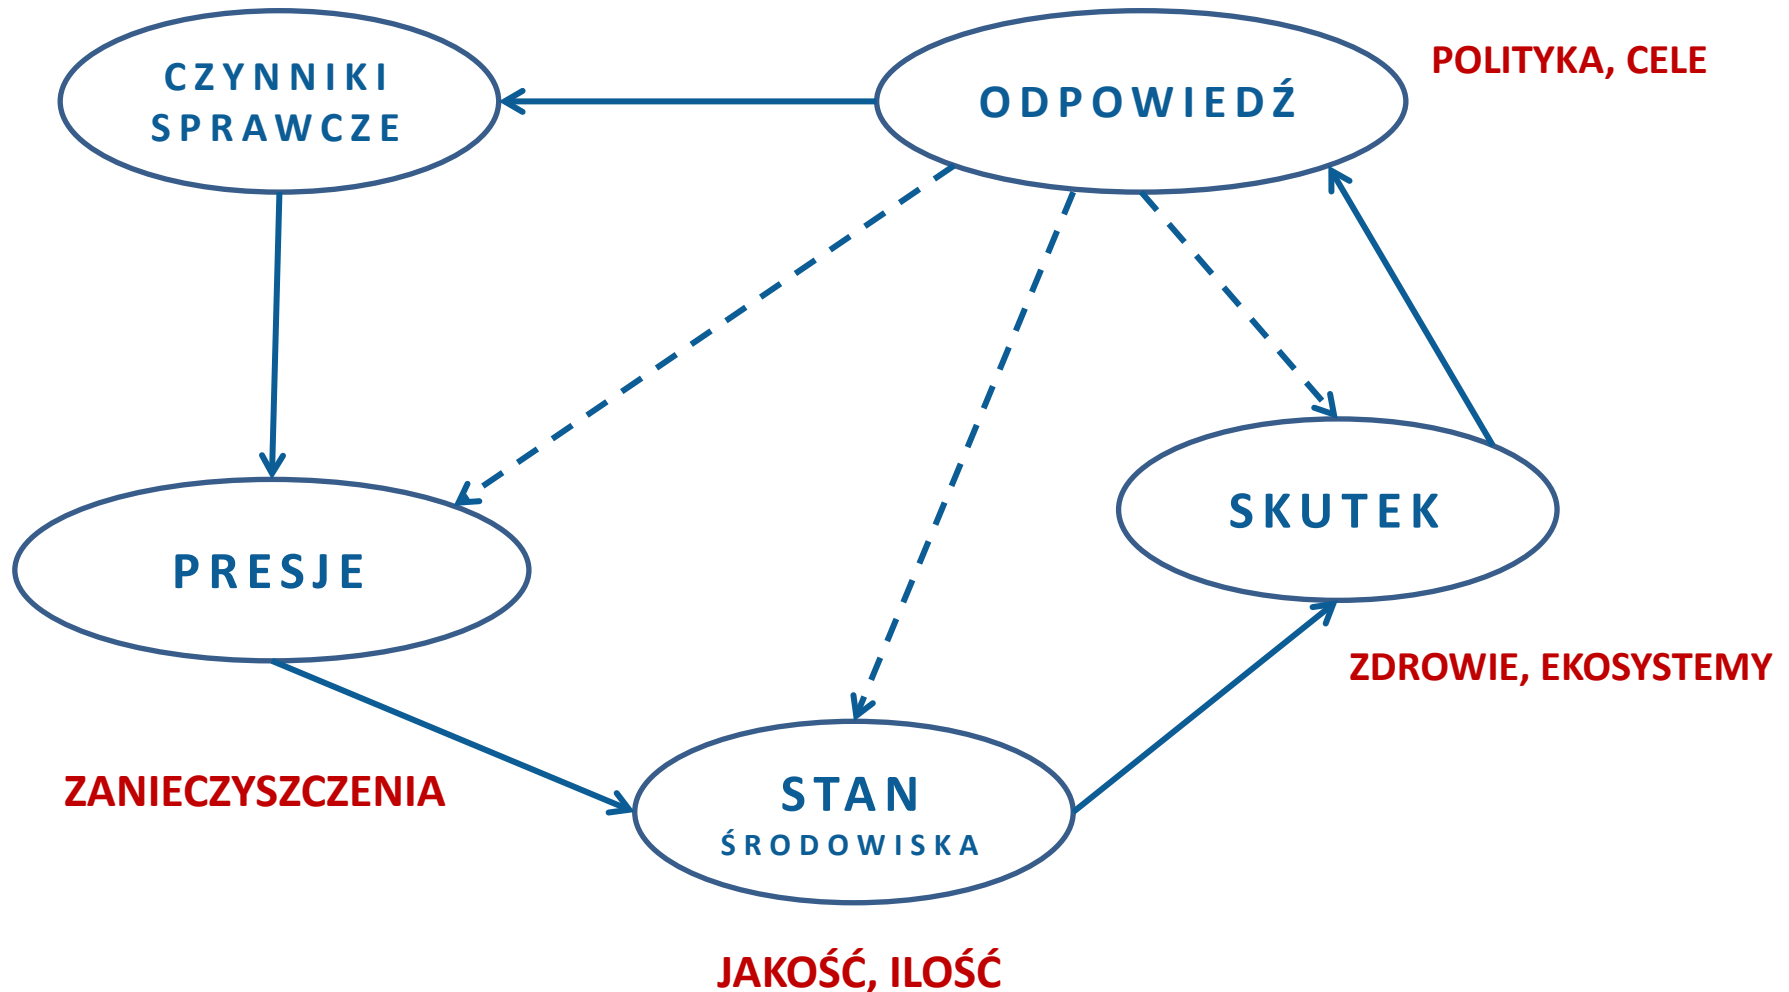 CZYNNIKI
SPRAWCZE
ODPOWIEDŹ
POLITYKA, CELE
PRESJE
SKUTEK
ZDROWIE, EKOSYSTEMY
ZANIECZYSZCZENIA
STAN
ŚRODOWISKA
JAKOŚĆ, ILOŚĆ